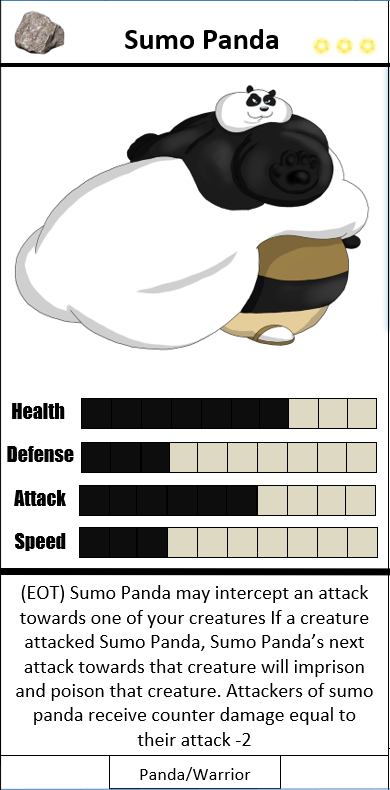 Sumo Panda
Health
Defense
Attack
Speed
(EOT) Sumo Panda may intercept an attack
towards one of your creatures If a creature
attacked Sumo Panda, Sumo Panda’s next
attack towards that creature will imprison
and poison that creature. Attackers of sumo
panda receive counter damage equal to
their attack -2
Panda/Warrior